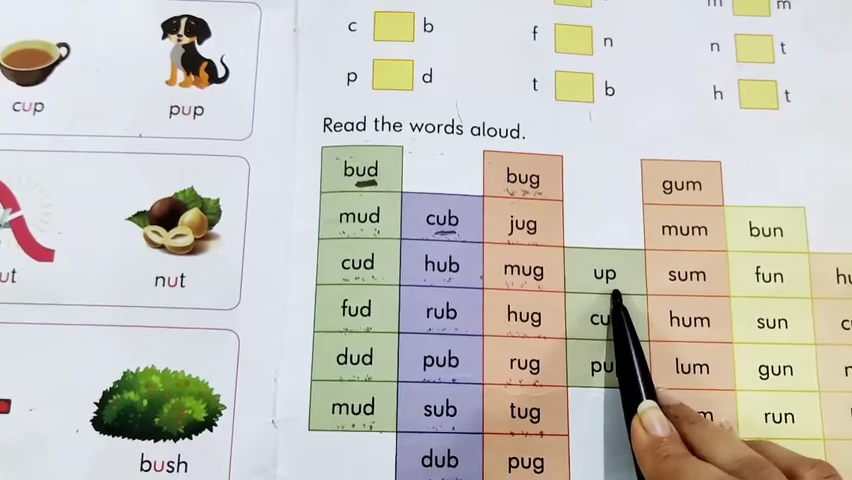 m m
c b
f n
n t
p d
t b
h t
cup
pup
Read the words aloud.
bud bug gum
mud cub jug mum bun
cud hub mug up sum fun
nut
fud rub hug hum sun
dud pub rug lum gun
mud sub tug run
dub pug
bush